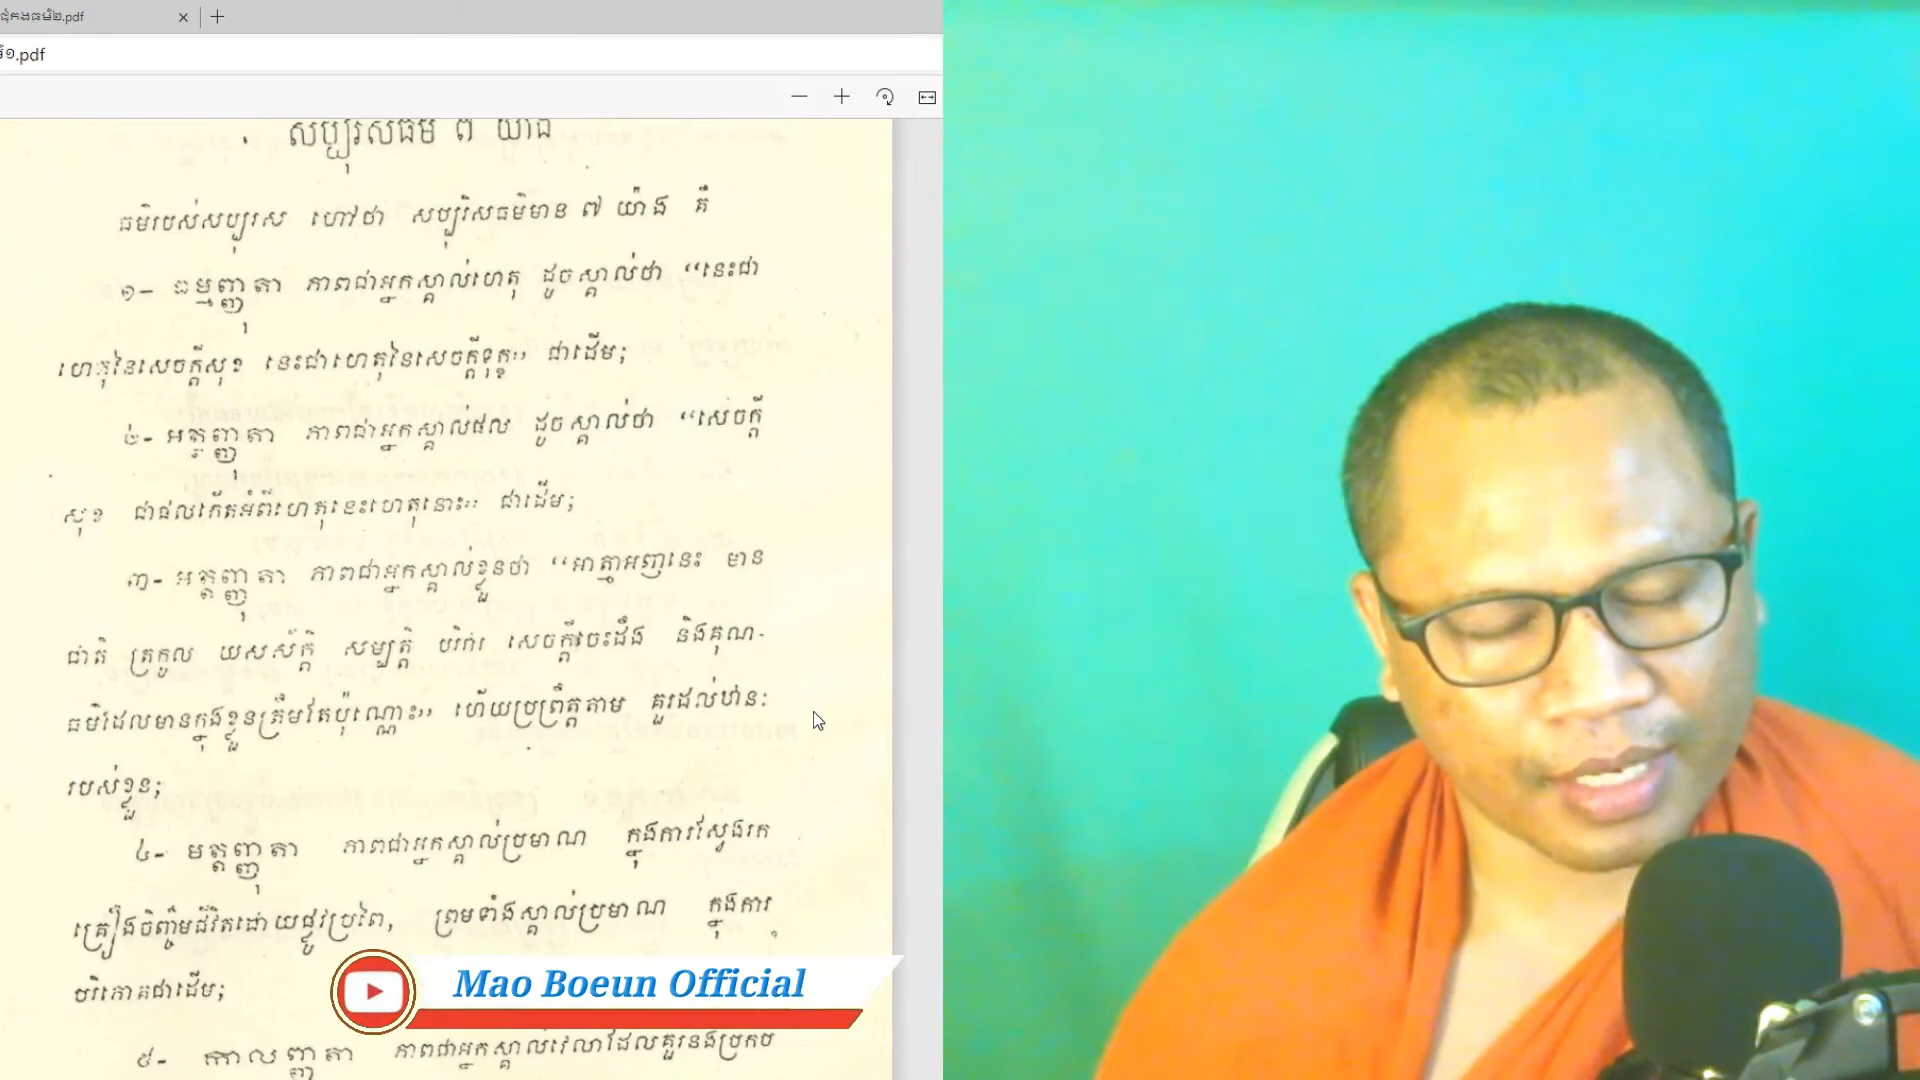 ជុំកងធម៌២.pdf
ម៌១.pdf
សប្បុរសធម៌ ៧ យ៉ាង
ធម៌របស់សប្បុរស ហៅថា សប្បុរិសធម៌មាន ៧ យ៉ាង គឺ
១- ធម្មញ្ញុតា ភាពជាអ្នកស្គាល់ហេតុ ដូចស្គាល់ថា “នេះជា
ហេតុនៃសេចក្ដីសុខ នេះជាហេតុនៃសេចក្ដីទុក្ខ” ជាដើម;
២- អត្ថញ្ញុតា ភាពជាអ្នកស្គាល់ផល ដូចស្គាល់ថា “សេចក្ដី
សុខ ជាផលកើតអំពីហេតុនេះហេតុនោះ” ជាដើម;
៣- អត្តញ្ញុតា ភាពជាអ្នកស្គាល់ខ្លួនថា “អាត្មាអញនេះ មាន
ជាតិ ត្រកូល យសស័ក្ដិ សម្បត្តិ បរិវារ សេចក្ដីចេះដឹង និងគុណ-
ធម៌ដែលមានក្នុងខ្លួនត្រឹមតែប៉ុណ្ណោះ” ហើយប្រព្រឹត្តតាម គួរដល់ឋានៈ
របស់ខ្លួន;
៤- មត្តញ្ញុតា ភាពជាអ្នកស្គាល់ប្រមាណ ក្នុងការស្វែងរក
គ្រឿងចិញ្ចឹមជីវិតដោយផ្លូវប្រពៃ, ព្រមទាំងស្គាល់ប្រមាណ ក្នុងការ
បរិភោគជាដើម;
Mao Boeun Official
៥- កាលញ្ញុតា ភាពជាអ្នកស្គាល់វេលាដែលគួរនឹងប្រកប